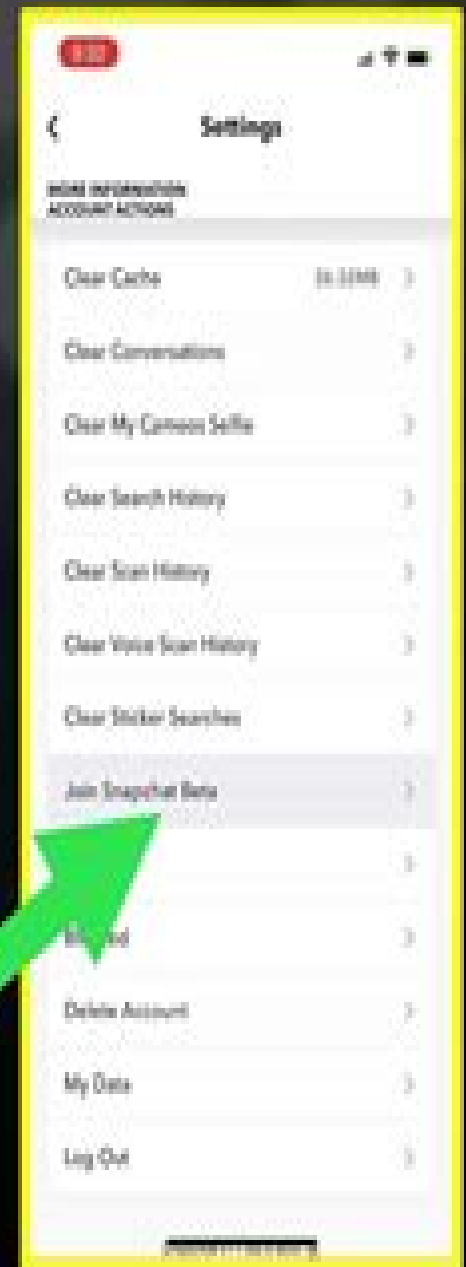 Settings
MORE INFORMATION
ACCOUNT ACTIONS
Clear Cache
Clear Conversations
Clear My Cameos Selfie
Clear Search History
Clear Scan History
Clear Voice Scan History
Clear Sticker Searches
Join Snapchat Beta
Delete Account
My Data
Log Out